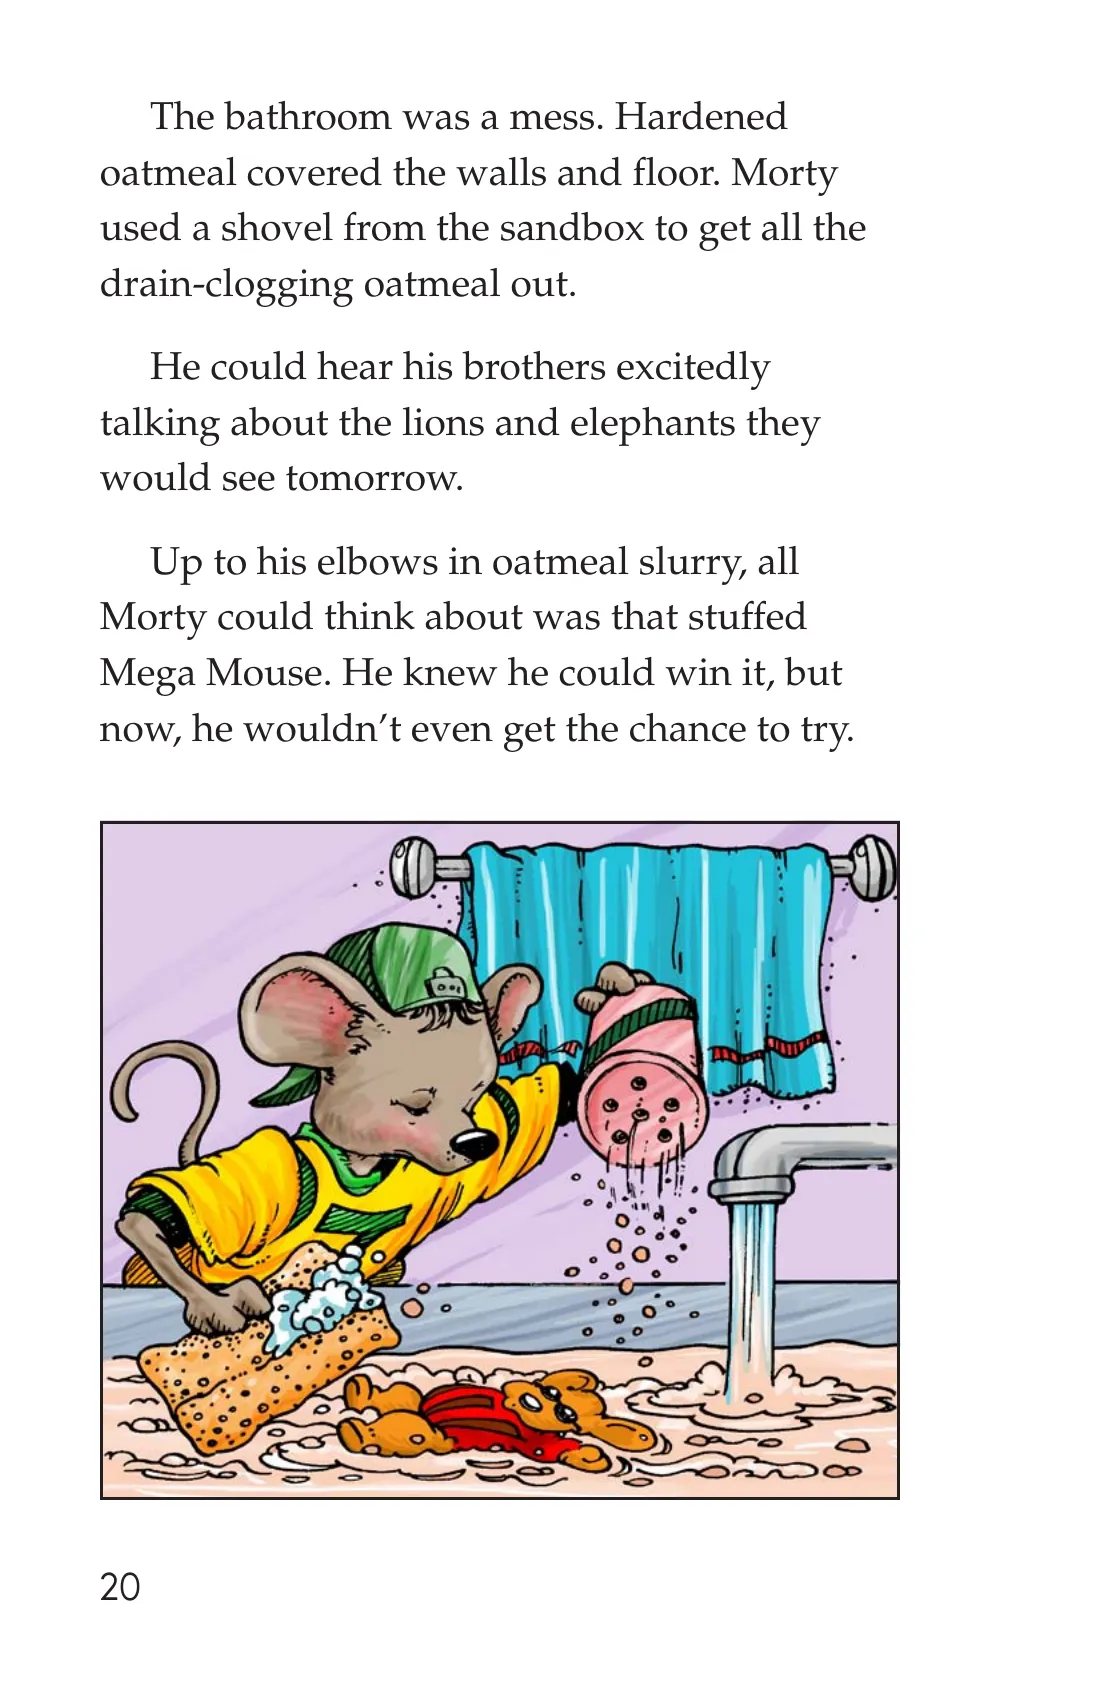 The bathroom was a mess. Hardened
oatmeal covered the walls and floor. Morty
used a shovel from the sandbox to get all the
drain-clogging oatmeal out.
He could hear his brothers excitedly
talking about the lions and elephants they
would see tomorrow.
Up to his elbows in oatmeal slurry, all
Morty could think about was that stuffed
Mega Mouse. He knew he could win it, but
now, he wouldn’t even get the chance to try.
20